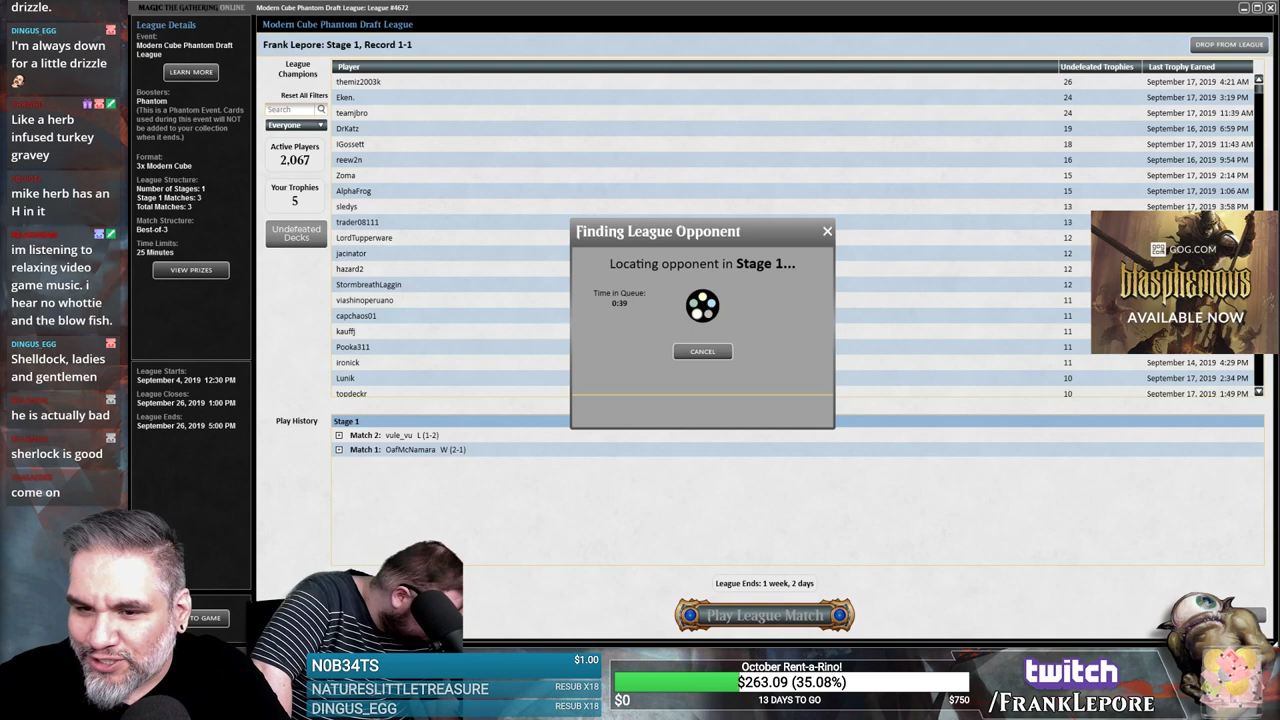 MAGIC THE GATHERING ONLINE
Modern Cube Phantom Draft League: League #4672
League Details
Event:
Modern Cube Phantom Draft
League
LEARN MORE
Boosters:
Phantom
(This is a Phantom Event. Cards
used during this event will NOT
be added to your collection
when it ends.)
Format:
3x Modern Cube
League Structure:
Number of Stages: 1
Stage 1 Matches: 3
Total Matches: 3
Match Structure:
Best-of-3
Time Limits:
25 Minutes
VIEW PRIZES
League Starts:
September 4, 2019 12:30 PM
League Closes:
September 26, 2019 1:00 PM
League Ends:
September 26, 2019 5:00 PM
TO GAME
drizzle.
DINGUS_EGG
I'm always down
for a little drizzle
Like a herb
infused turkey
gravey
mike herb has an
H in it
im listening to
relaxing video
game music. i
hear no whottie
and the blow fish.
DINGUS_EGG
Shelldock, ladies
and gentlemen
he is actually bad
sherlock is good
come on
Modern Cube Phantom Draft League
Frank Lepore: Stage 1, Record 1-1
DROP FROM LEAGUE
League
Champions
Reset All Filters
Search
Everyone
Active Players
2,067
Your Trophies
5
Undefeated
Decks
Player Undefeated Trophies Last Trophy Earned
themiz2003k 26 September 17, 2019 4:21 AM
Eken. 24 September 17, 2019 3:19 PM
teamjbro 24 September 17, 2019 11:39 AM
DrKatz 19 September 16, 2019 6:59 PM
IGossett 18 September 17, 2019 11:43 AM
reew2n 16 September 16, 2019 9:54 PM
Zoma 15 September 17, 2019 2:14 PM
AlphaFrog 15 September 17, 2019 1:06 AM
sledys 13 September 17, 2019 3:58 PM
trader08111 13
LordTupperware 12
jacinator 12
hazard2 12
StormbreathLaggin 12
viashinoperuano 11
capchaos01 11
kauffj 11
Pooka311 11
ironick 11 September 14, 2019 4:29 PM
Lunik 10 September 17, 2019 2:34 PM
topdeckr 10 September 17, 2019 1:49 PM
Finding League Opponent
Locating opponent in Stage 1...
Time in Queue:
0:39
CANCEL
GOG.COM
GOG.COM
blasphemous
AVAILABLE NOW
Play History
Stage 1
Match 2: vule_vu L (1-2)
Match 1: OafMcNamara W (2-1)
League Ends: 1 week, 2 days
Play League Match
N0B34TS $1.00
NATURESLITTLETREASURE RESUB X18
DINGUS_EGG RESUB X18
October Rent-a-Rino!
$263.09 (35.08%)
$0 13 DAYS TO GO $750
twitch
/FRANKLEPORE